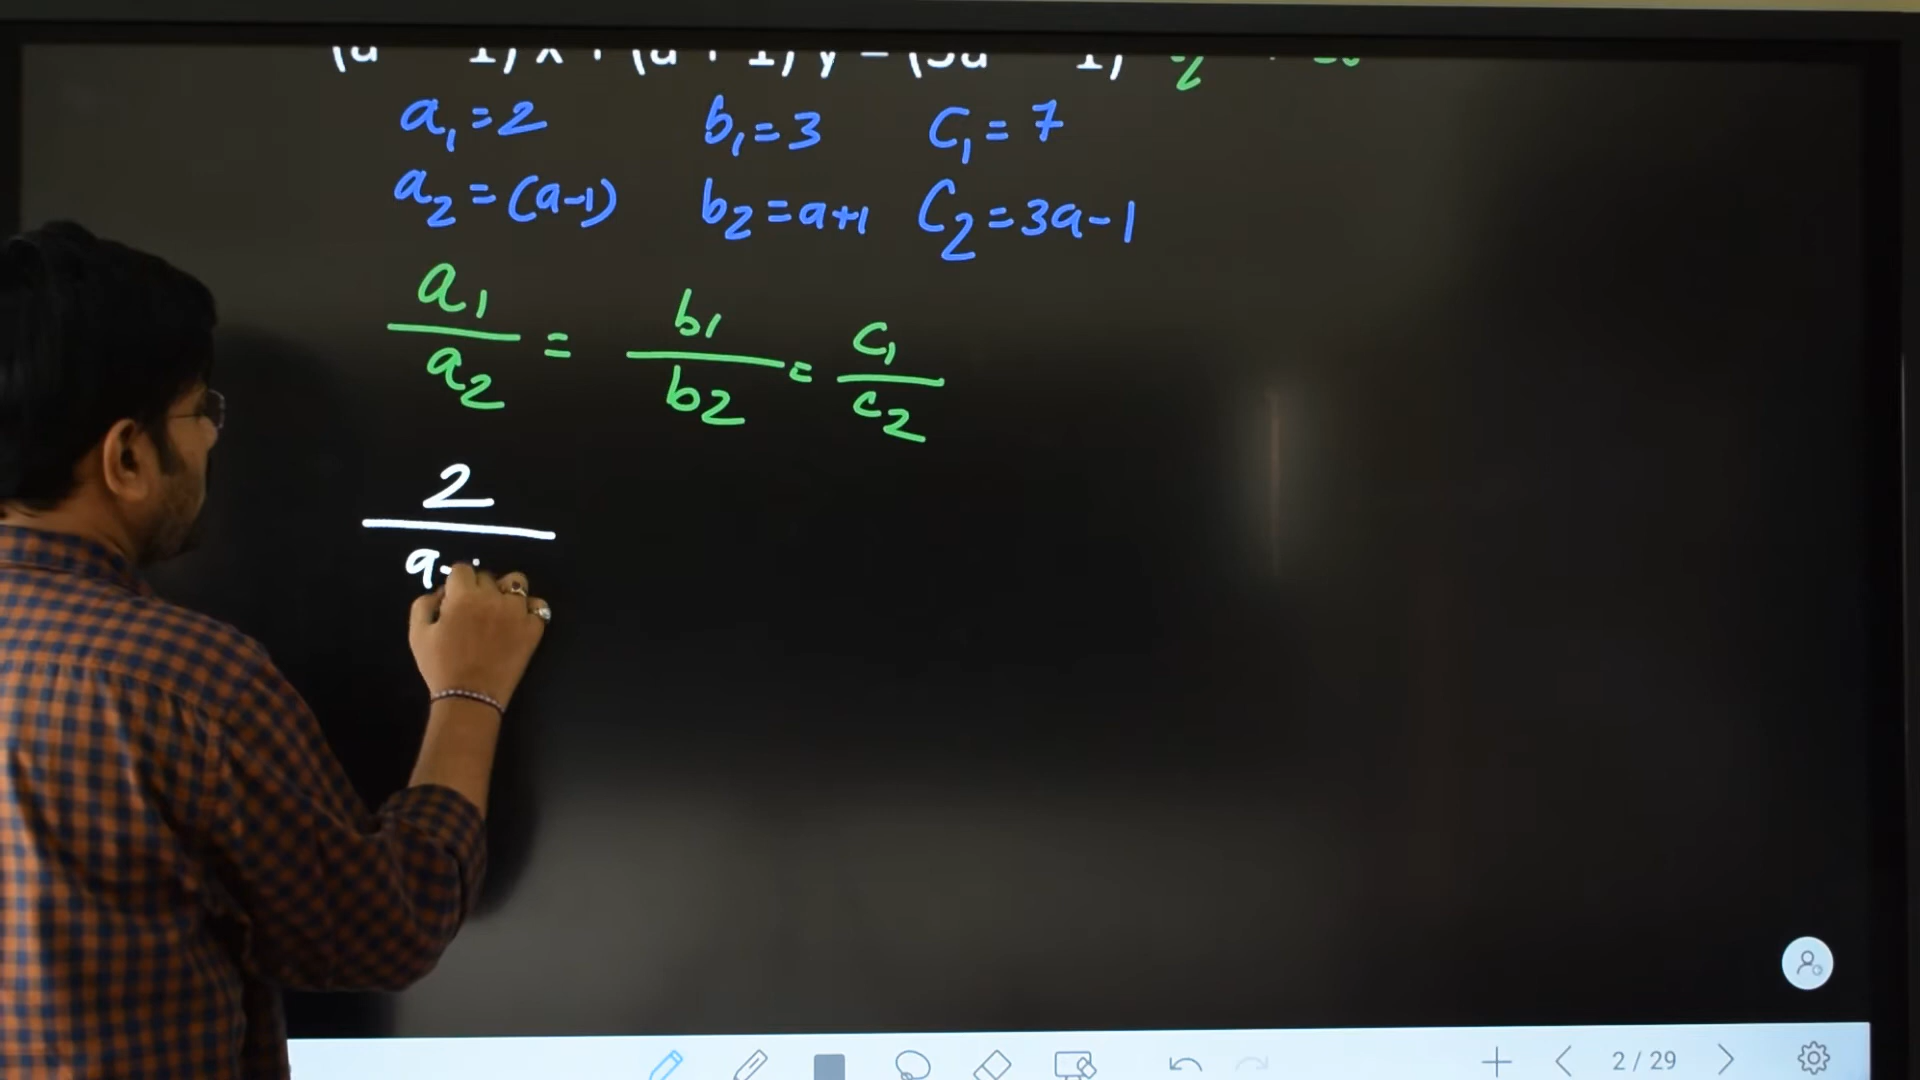 a₁=2 b₁=3 C₁=7
a₂=(a-1) b₂=a+1 C₂=3a-1
a₁/a₂ = b₁/b₂ = c₁/c₂
2
a-
2/29